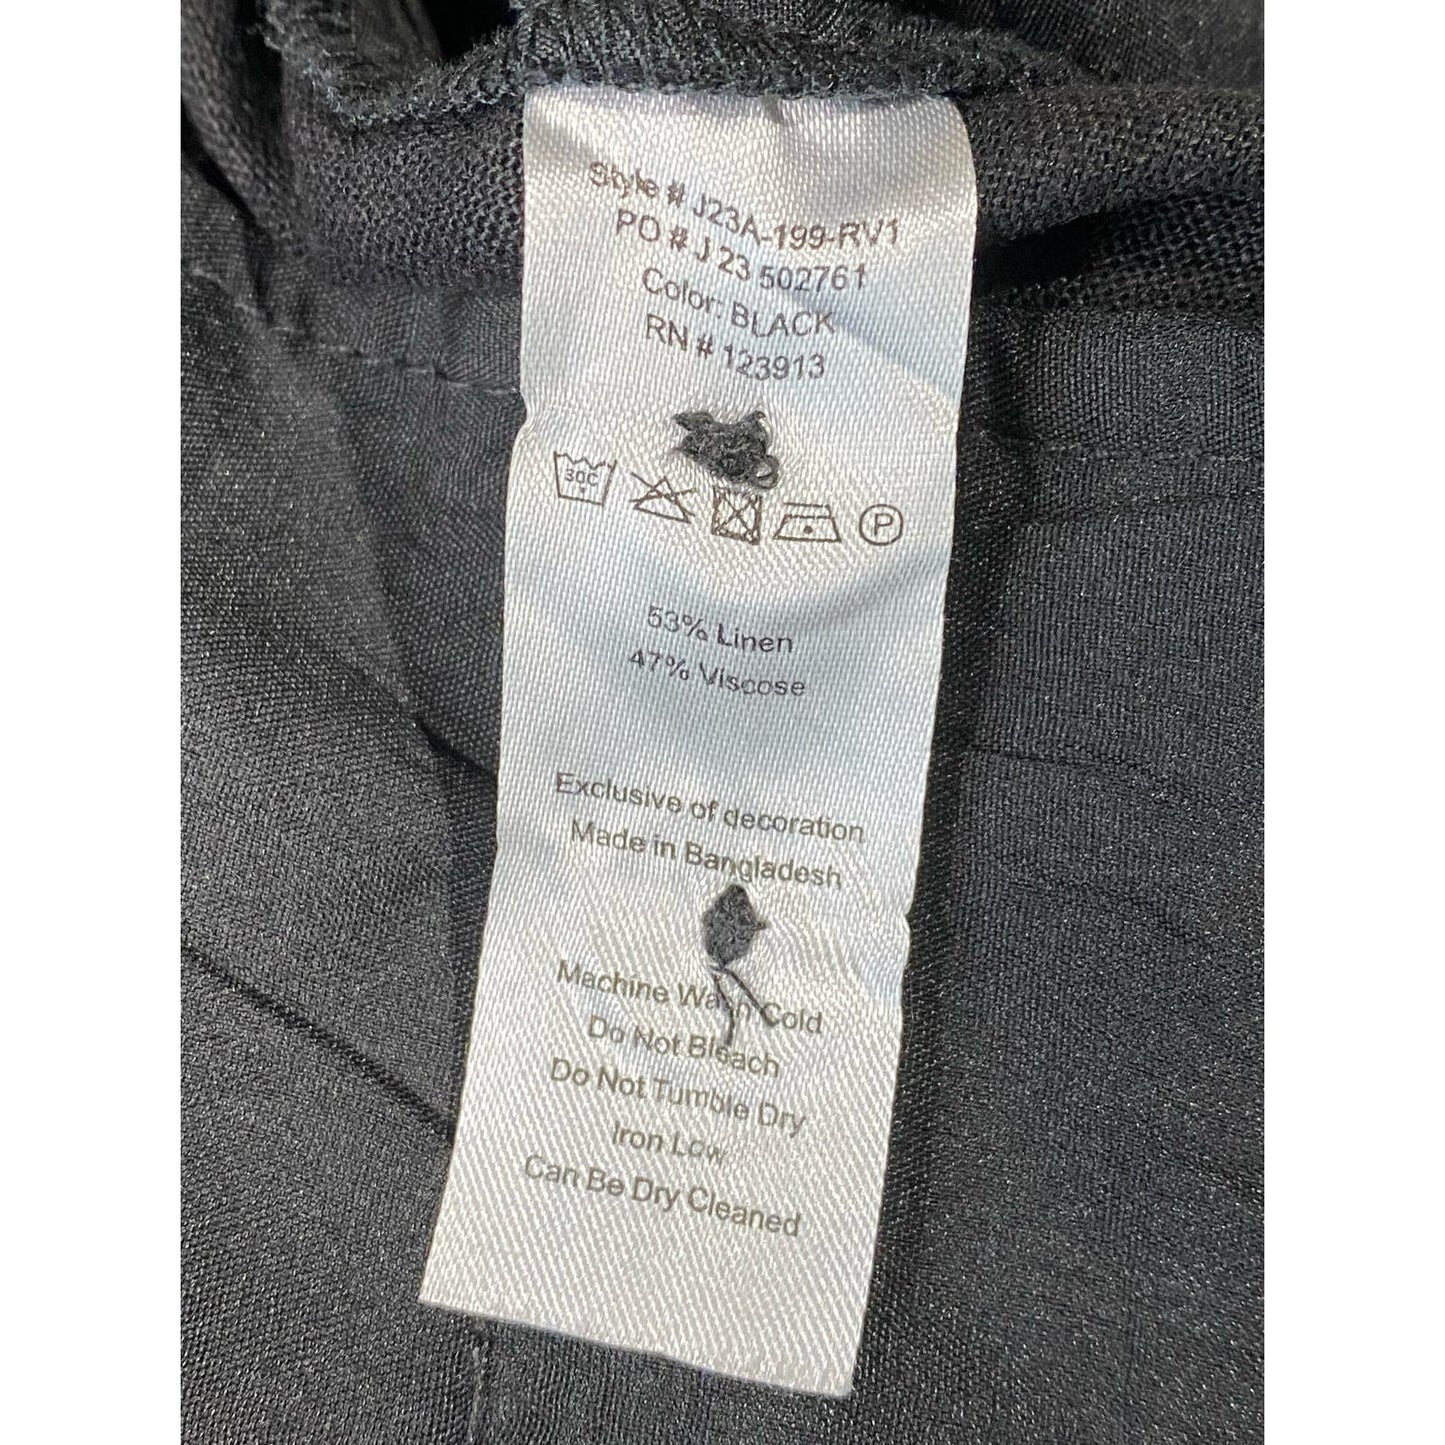 Style # J23A-199-RV1
PO # J 23 502761
Color: BLACK
RN # 123913
30C P
53% Linen
47% Viscose
Exclusive of decoration
Made in Bangladesh
Machine Wash Cold
Do Not Bleach
Do Not Tumble Dry
Iron Low
Can Be Dry Cleaned